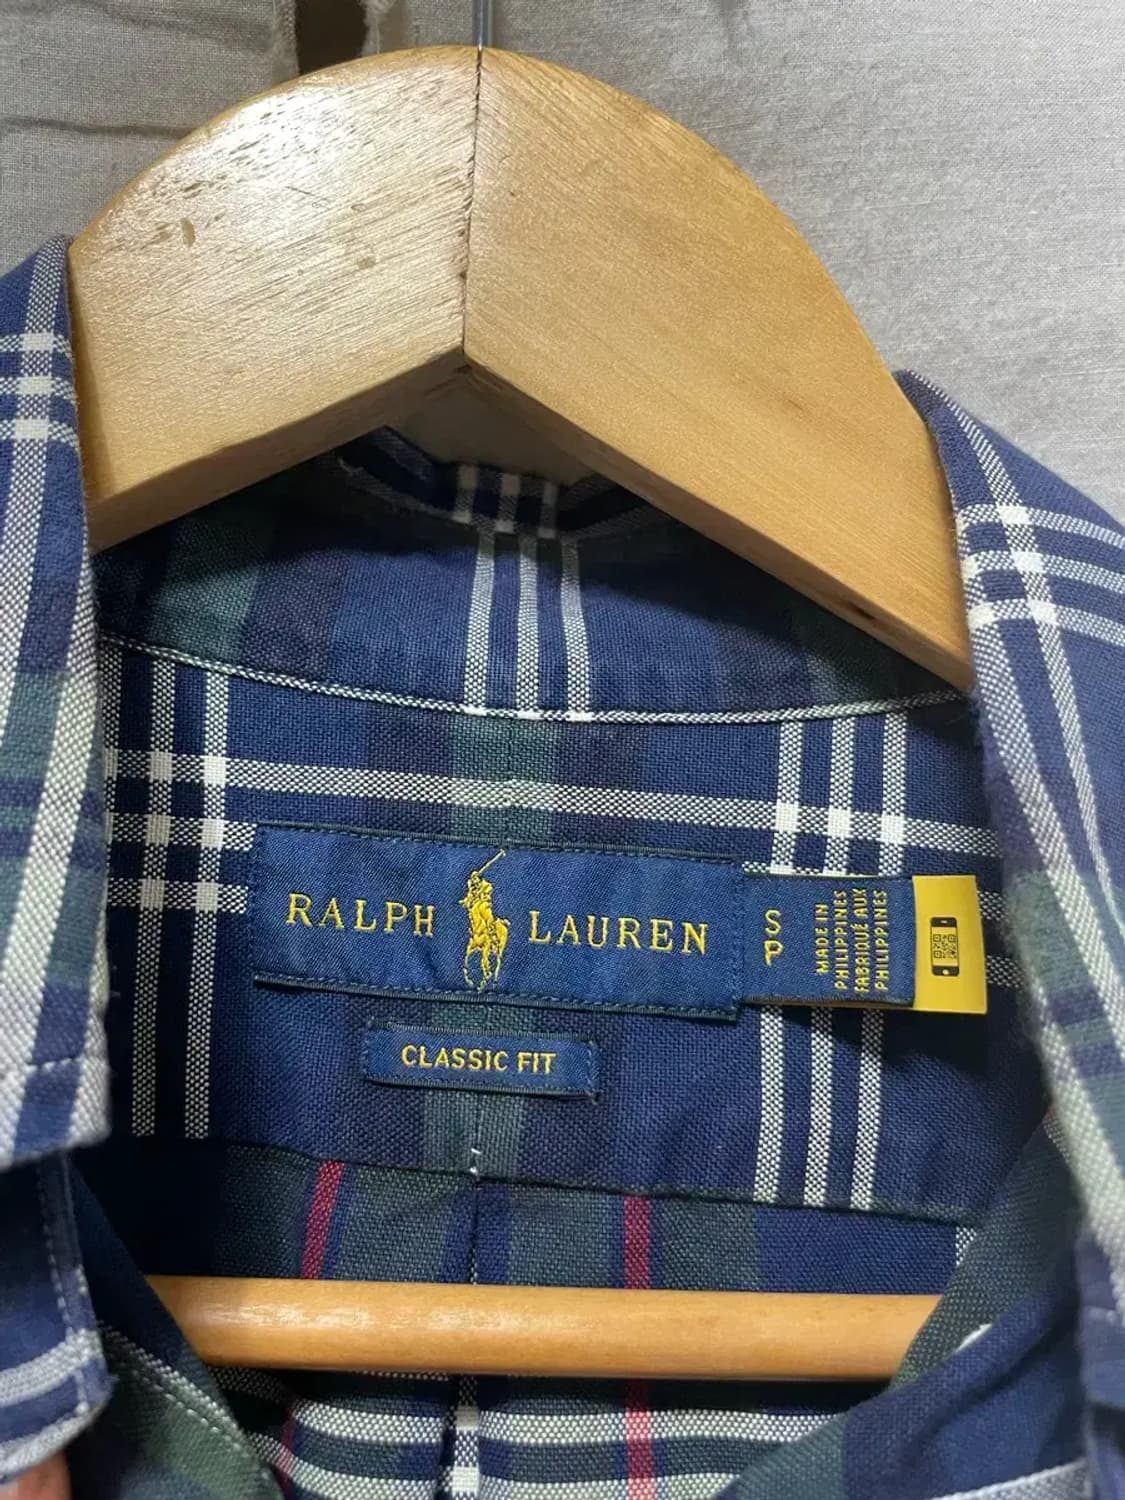 RALPH LAUREN
S
P
MADE IN
PHILIPPINES
FABRIQUÉ AUX
PHILIPPINES
CLASSIC FIT